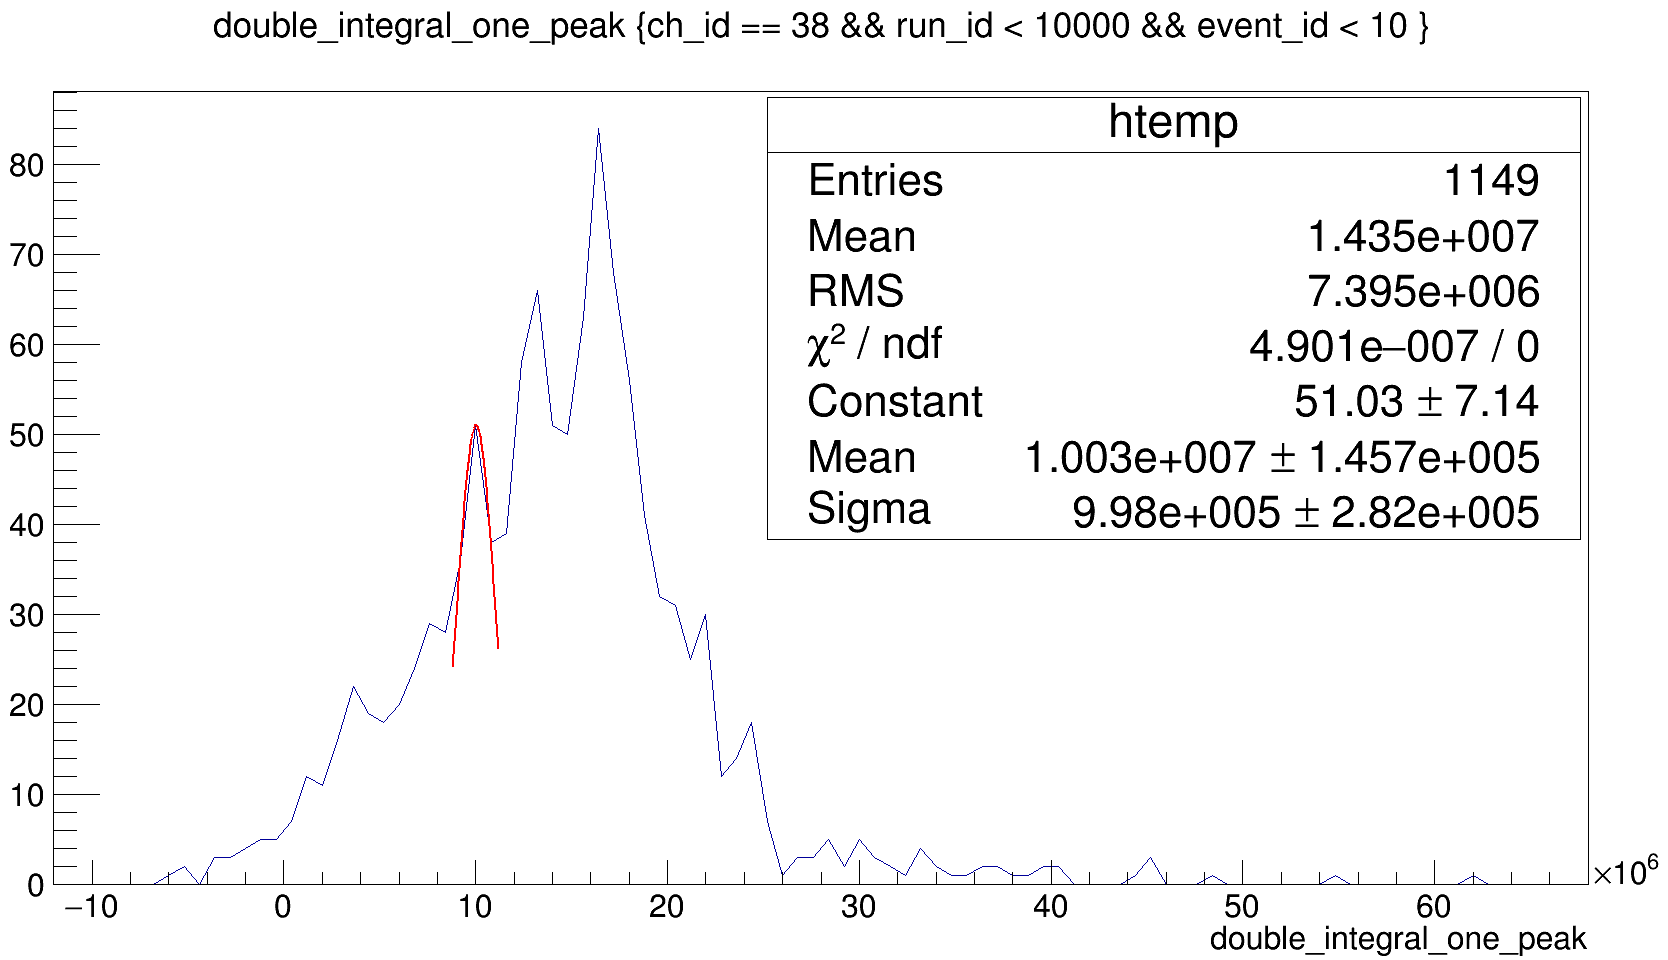 double_integral_one_peak {ch_id == 38 && run_id < 10000 && event_id < 10 }
htemp
Entries 1149
Mean 1.435e+007
RMS 7.395e+006
χ² / ndf 4.901e−007 / 0
Constant 51.03 ± 7.14
Mean 1.003e+007 ± 1.457e+005
Sigma 9.98e+005 ± 2.82e+005
80
70
60
50
40
30
20
10
0
−10 0 10 20 30 40 50 60
×10⁶
double_integral_one_peak